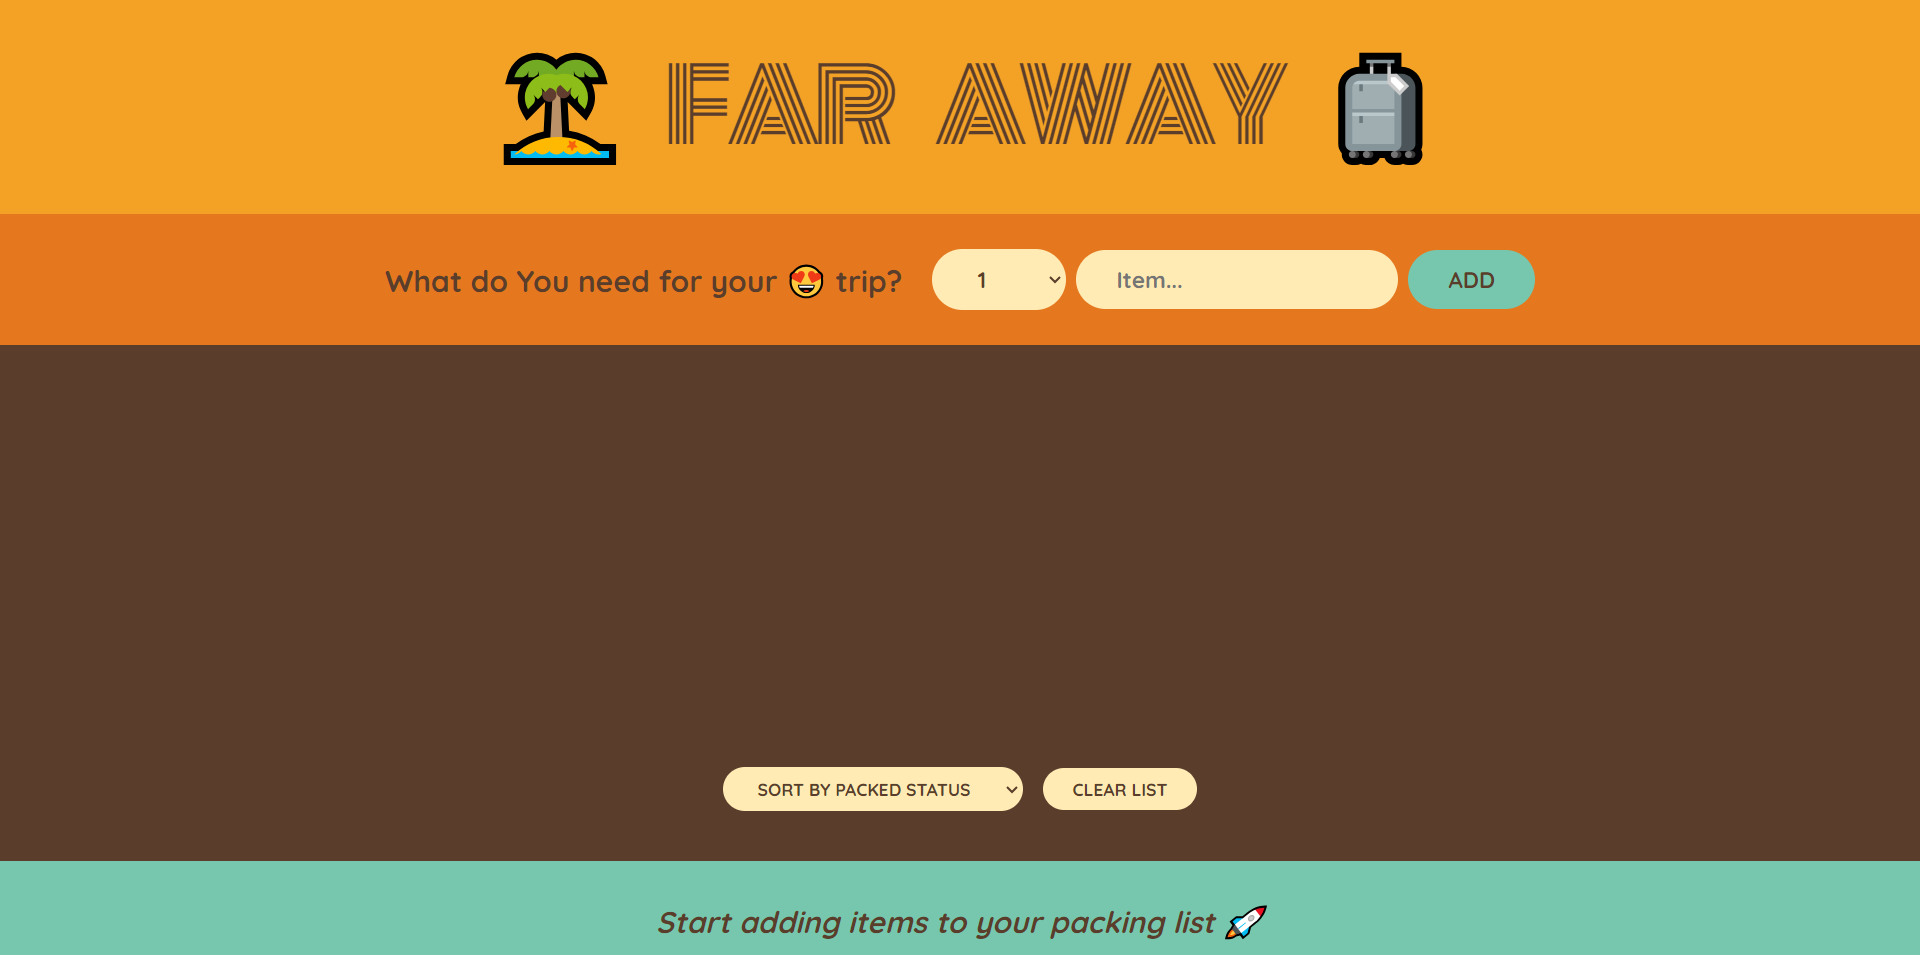 🌴 FAR AWAY 🧳
What do You need for your 😍 trip? 1 Item... ADD
SORT BY PACKED STATUS CLEAR LIST
Start adding items to your packing list 🚀